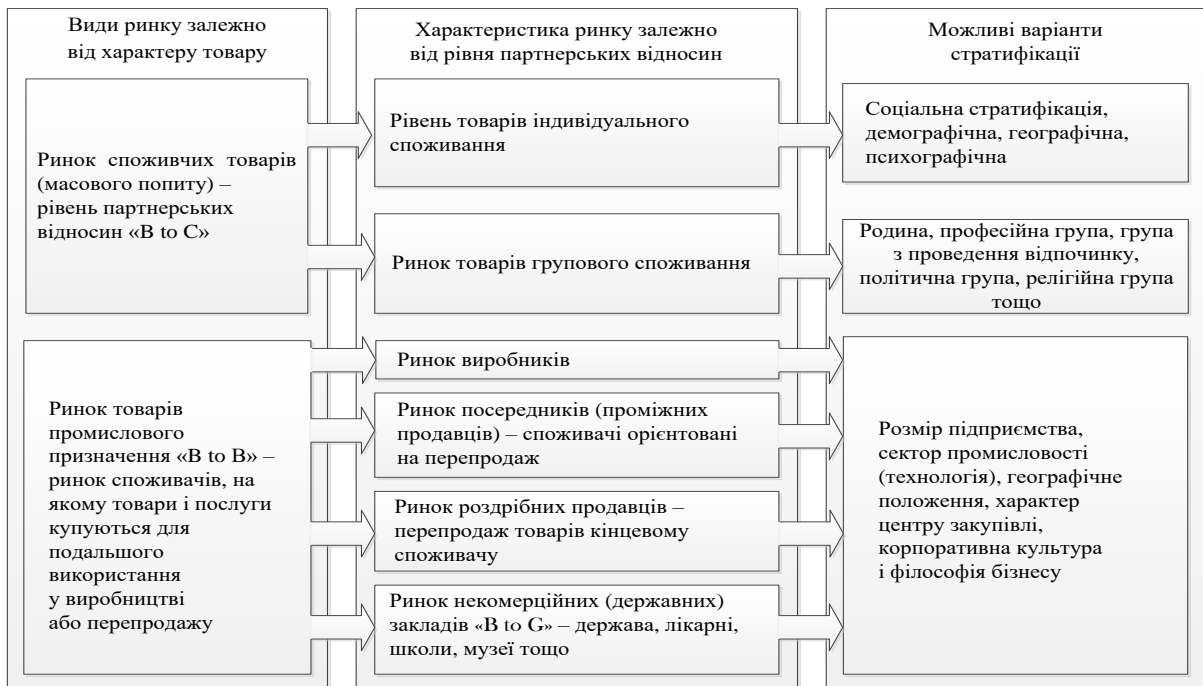 Види ринку залежно
від характеру товару
Характеристика ринку залежно
від рівня партнерських відносин
Можливі варіанти
стратифікації
Ринок споживчих товарів
(масового попиту) –
рівень партнерських
відносин «B to C»
Рівень товарів індивідуального
споживання
Соціальна стратифікація,
демографічна, географічна,
психографічна
Ринок товарів групового споживання
Родина, професійна група, група
з проведення відпочинку,
політична група, релігійна група
тощо
Ринок товарів
промислового
призначення «B to B» –
ринок споживачів, на
якому товари і послуги
купуються для
подальшого
використання
у виробництві
або перепродажу
Ринок виробників
Ринок посередників (проміжних
продавців) – споживачі орієнтовані
на перепродаж
Ринок роздрібних продавців –
перепродаж товарів кінцевому
споживачу
Ринок некомерційних (державних)
закладів «B to G» – держава, лікарні,
школи, музеї тощо
Розмір підприємства,
сектор промисловості
(технологія), географічне
положення, характер
центру закупівлі,
корпоративна культура
і філософія бізнесу